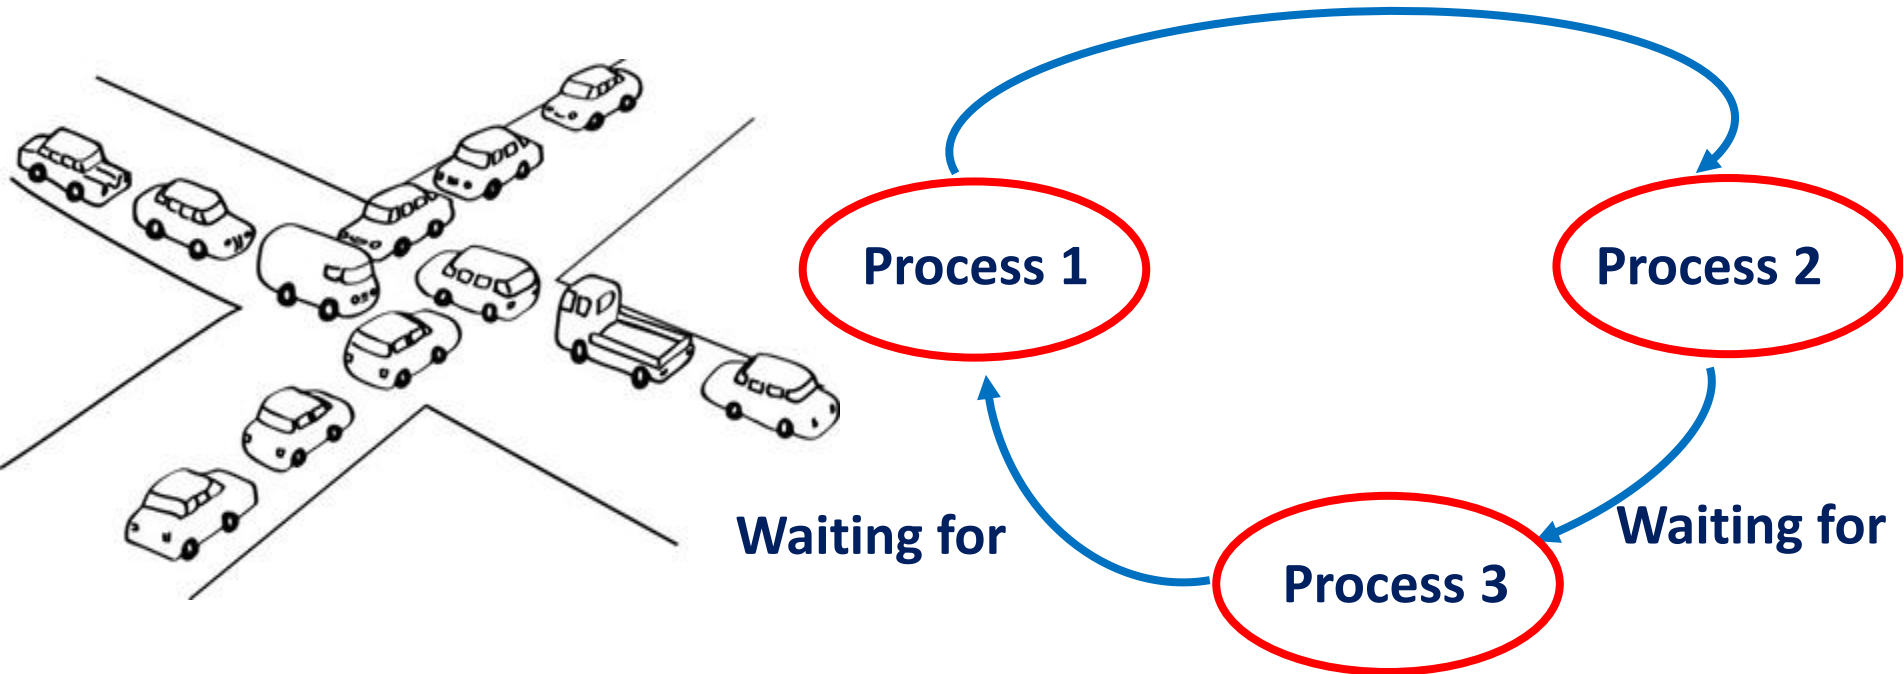 Process 1
Process 2
Waiting for
Waiting for
Process 3